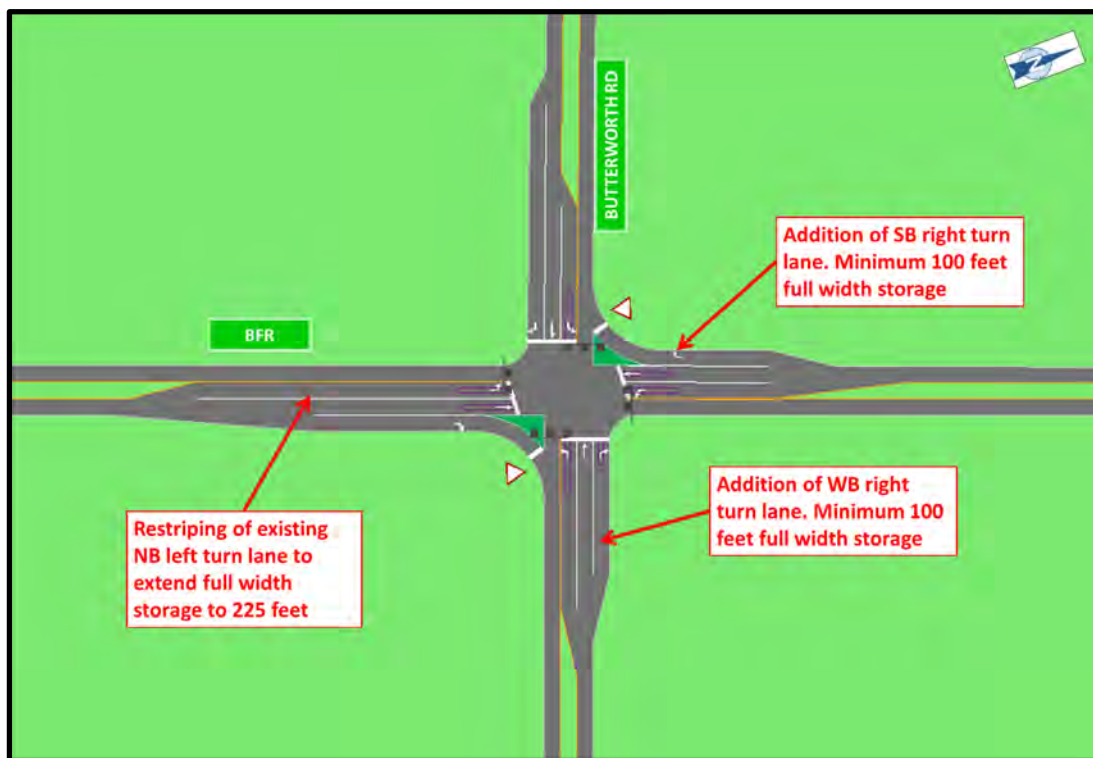 N
BUTTERWORTH RD
Addition of SB right turn
lane. Minimum 100 feet
full width storage
BFR
Addition of WB right
turn lane. Minimum 100
feet full width storage
Restriping of existing
NB left turn lane to
extend full width
storage to 225 feet